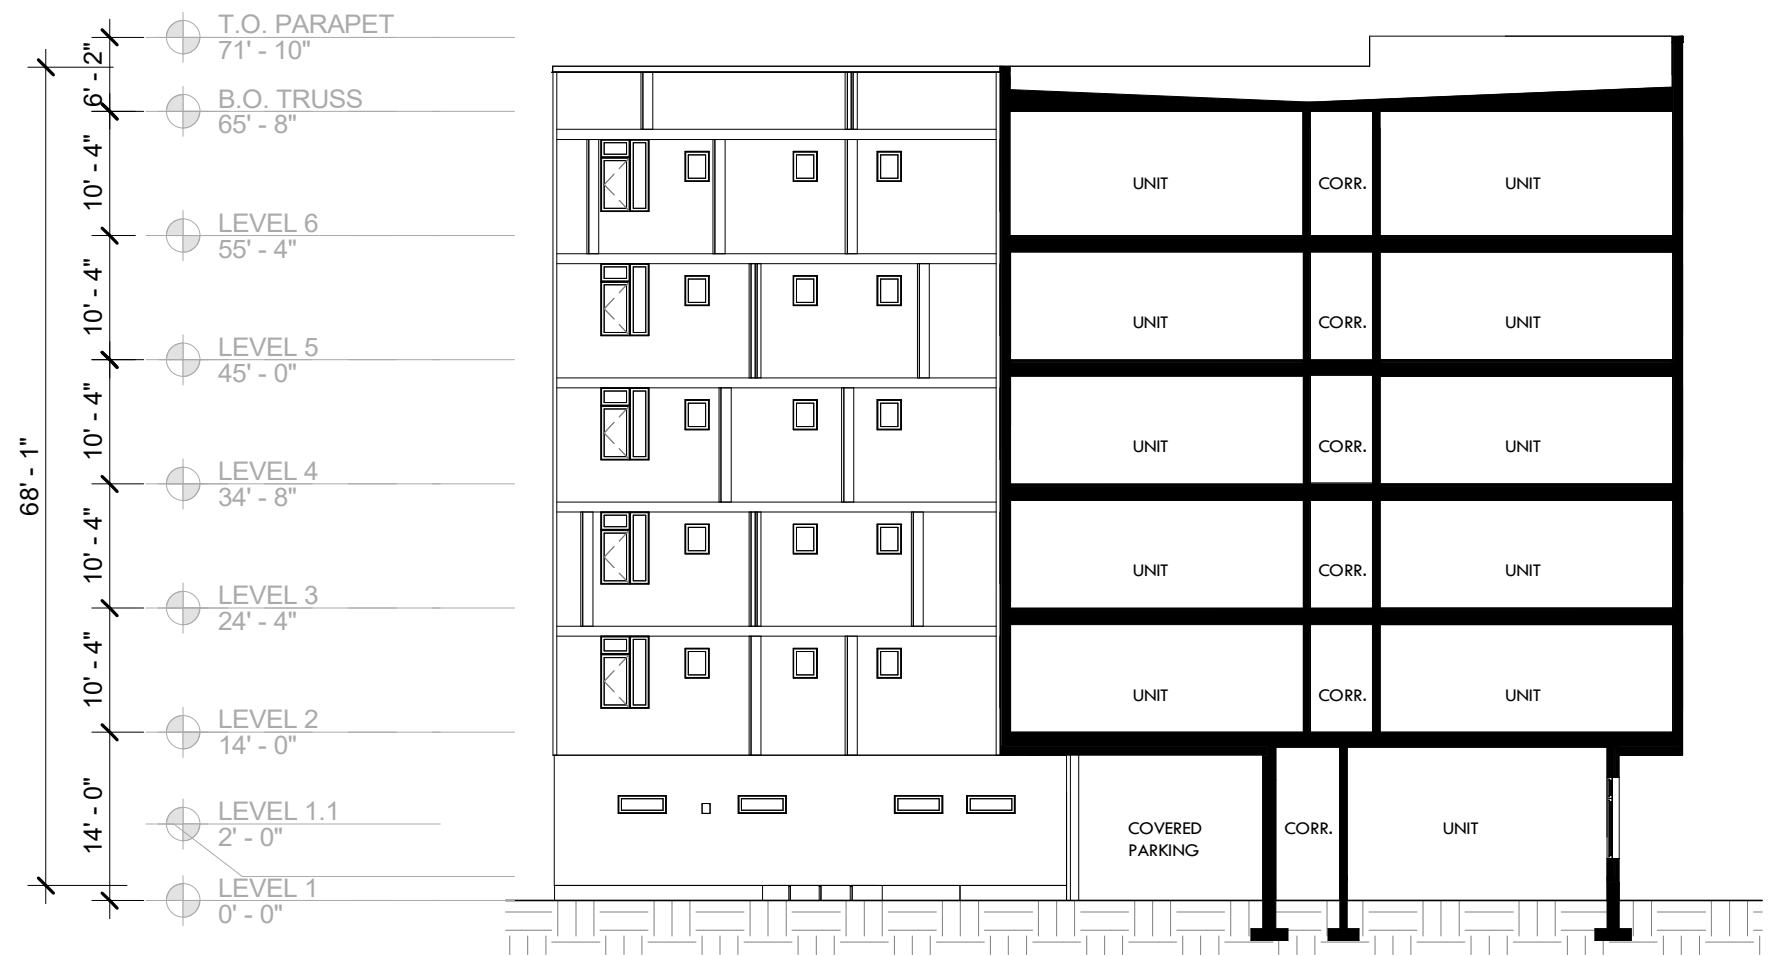 T.O. PARAPET
71' - 10"
6' - 2"
B.O. TRUSS
65' - 8"
10' - 4"
UNIT
CORR.
UNIT
LEVEL 6
55' - 4"
10' - 4"
UNIT
CORR.
UNIT
LEVEL 5
45' - 0"
10' - 4"
UNIT
CORR.
UNIT
68' - 1"
LEVEL 4
34' - 8"
10' - 4"
UNIT
CORR.
UNIT
LEVEL 3
24' - 4"
10' - 4"
UNIT
CORR.
UNIT
LEVEL 2
14' - 0"
14' - 0"
LEVEL 1.1
2' - 0"
COVERED
PARKING
CORR.
UNIT
LEVEL 1
0' - 0"